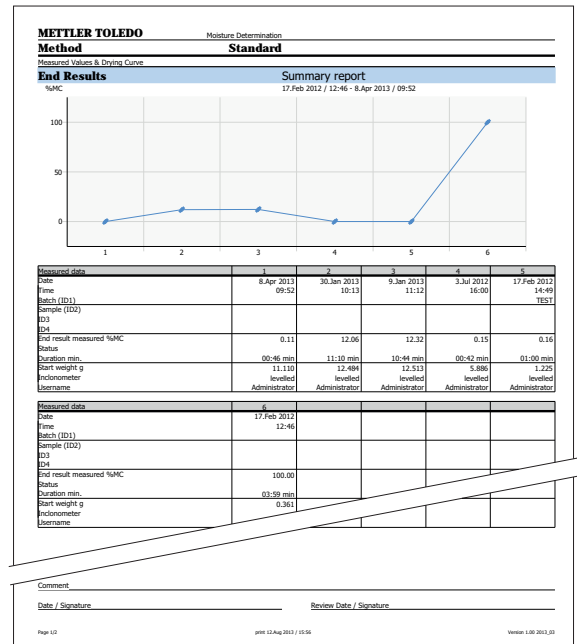 METTLER TOLEDO Moisture Determination
Method Standard
Measured Values & Drying Curve
End Results Summary report
%MC 17.Feb 2012 / 12:46 - 8.Apr 2013 / 09:52
100
50
0
1 2 3 4 5 6
Measured data 1 2 3 4 5
Date 8.Apr 2013 30.Jan 2013 9.Jan 2013 3.Jul 2012 17.Feb 2012
Time 09:52 10:13 11:12 16:00 14:49
Batch (ID1) TEST
Sample (ID2)
ID3
ID4
End result measured %MC 0.11 12.06 12.32 0.15 0.16
Status
Duration min. 00:46 min 11:10 min 10:44 min 00:42 min 01:00 min
Start weight g 11.110 12.484 12.513 5.886 1.225
Inclonometer levelled levelled levelled levelled levelled
Username Administrator Administrator Administrator Administrator Administrator
Measured data 6
Date 17.Feb 2012
Time 12:46
Batch (ID1)
Sample (ID2)
ID3
ID4
End result measured %MC 100.00
Status
Duration min. 03:59 min
Start weight g 0.361
Inclonometer
Username
Comment
Date / Signature Review Date / Signature
Page 1/2 print 12.Aug 2013 / 15:56 Version 1.00 2013_03